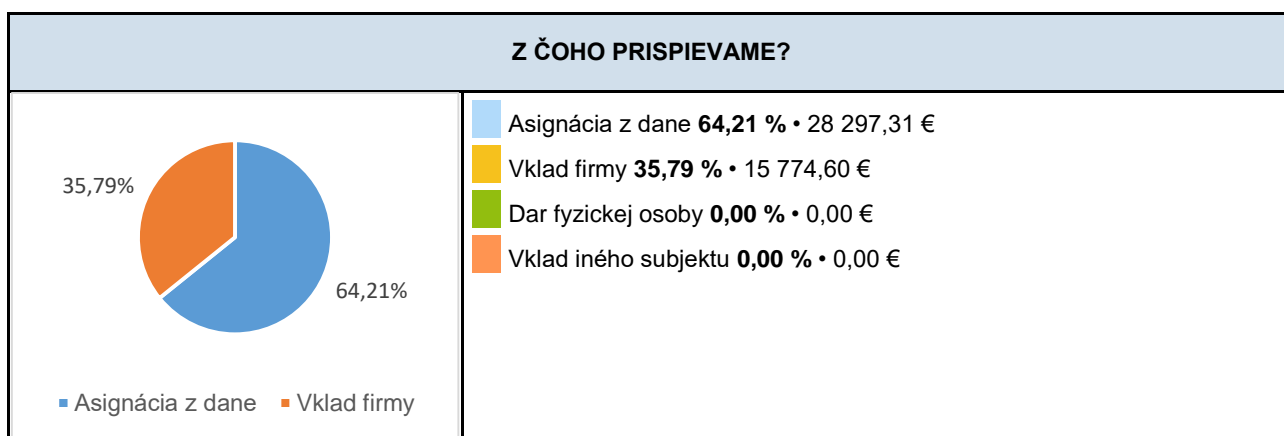 Z ČOHO PRISPIEVAME?
35,79%
64,21%
Asignácia z dane Vklad firmy
Asignácia z dane 64,21 % • 28 297,31 €
Vklad firmy 35,79 % • 15 774,60 €
Dar fyzickej osoby 0,00 % • 0,00 €
Vklad iného subjektu 0,00 % • 0,00 €